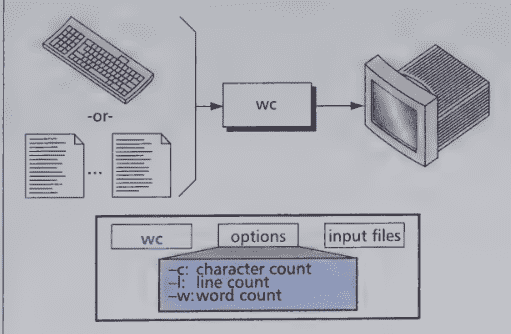 -or-
wc
...
wc options input files
-c: character count
-l: line count
-w: word count